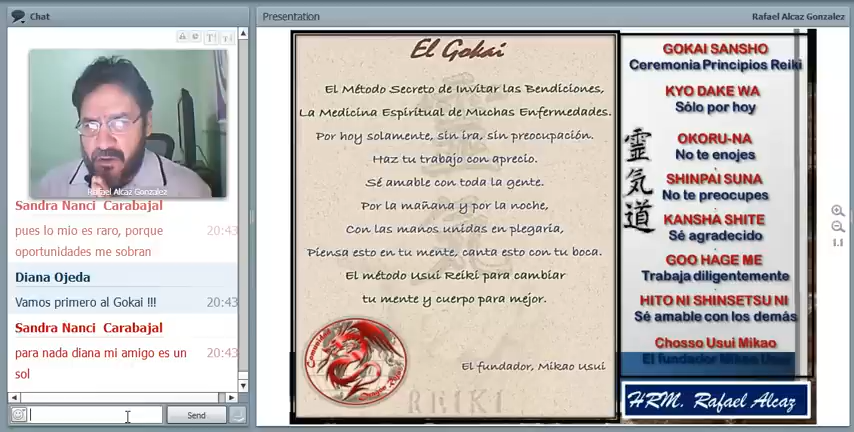 Chat
Rafael Alcaz Gonzalez
Sandra Nanci Carabajal
pues lo mio es raro, porque 20:43
oportunidades me sobran
Diana Ojeda
Vamos primero al Gokai !!! 20:43
Sandra Nanci Carabajal
para nada diana mi amigo es un 20:43
sol
Send
Presentation
Rafael Alcaz Gonzalez
El Gokai
El Método Secreto de Invitar las Bendiciones,
La Medicina Espiritual de Muchas Enfermedades.
Por hoy solamente, sin ira, sin preocupación.
Haz tu trabajo con aprecio.
Sé amable con toda la gente.
Por la mañana y por la noche,
Con las manos unidas en plegaria,
Piensa esto en tu mente, canta esto con tu boca.
El método Usui Reiki para cambiar
tu mente y cuerpo para mejor.
El fundador, Mikao Usui
REIKI
靈氣道
GOKAI SANSHO
Ceremonia Principios Reiki
KYO DAKE WA
Sólo por hoy
OKORU-NA
No te enojes
SHINPAI SUNA
No te preocupes
KANSHA SHITE
Sé agradecido
GOO HAGE ME
Trabaja diligentemente
HITO NI SHINSETSU NI
Sé amable con los demás
Chosso Usui Mikao
El fundador Mikao Usui
HRM. Rafael Alcaz
1:1